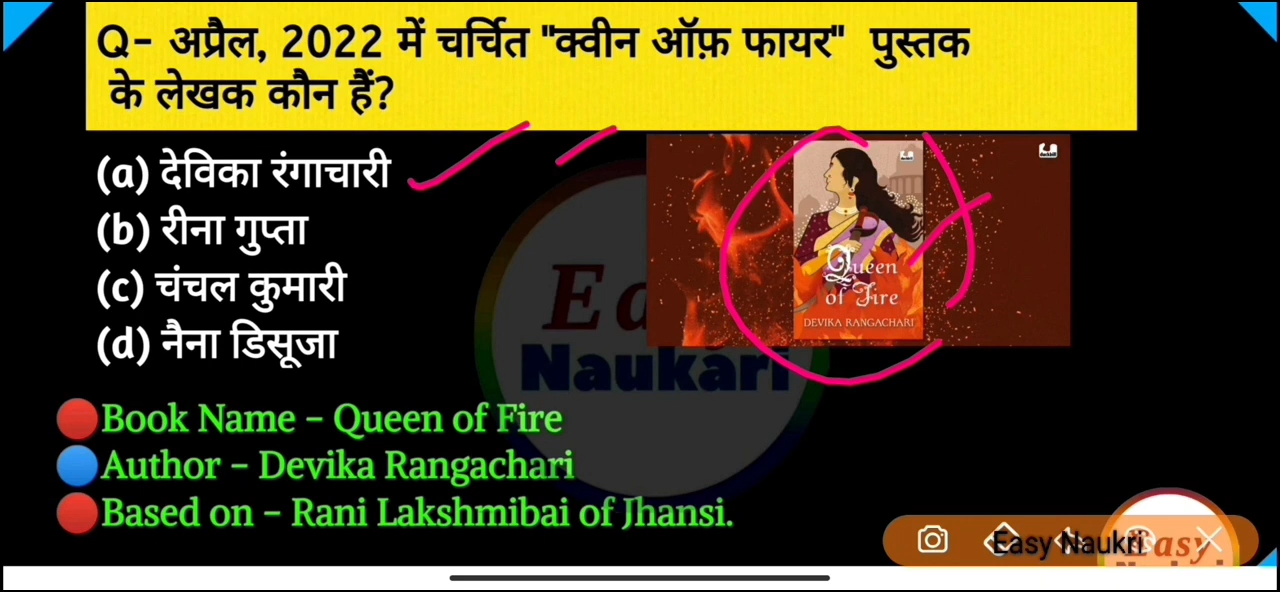 Q- अप्रैल, 2022 में चर्चित "क्वीन ऑफ़ फायर" पुस्तक
के लेखक कौन हैं?
(a) देविका रंगाचारी
(b) रीना गुप्ता
(c) चंचल कुमारी
(d) नैना डिसूजा
Queen
of Fire
DEVIKA RANGACHARI
Naukari
Book Name - Queen of Fire
Author - Devika Rangachari
Based on - Rani Lakshmibai of Jhansi.
Easy Naukri